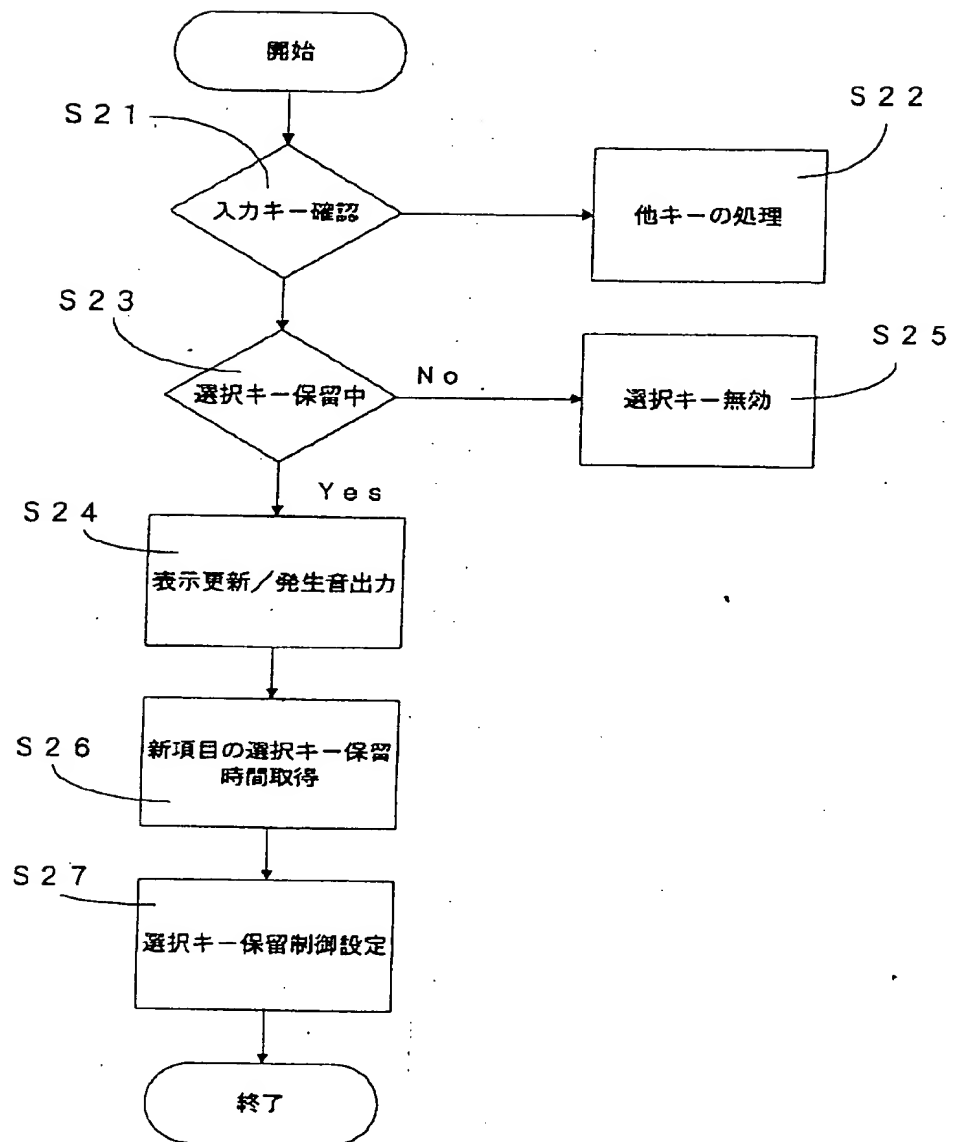 開始
S21
入力キー確認
S22
他キーの処理
S23
選択キー保留中
No
S25
選択キー無効
Yes
S24
表示更新/発生音出力
S26
新項目の選択キー保留
時間取得
S27
選択キー保留制御設定
終了